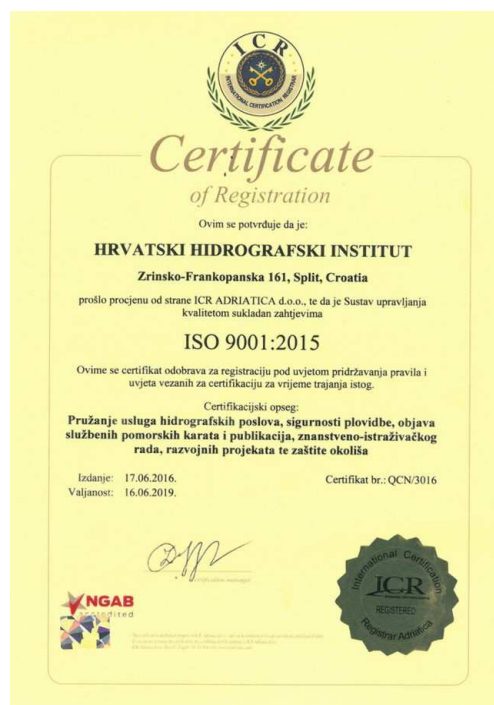 ICR
INTERNATIONAL CERTIFICATION REGISTRAR
Certificate
of Registration
Ovim se potvrđuje da je:
HRVATSKI HIDROGRAFSKI INSTITUT
Zrinsko-Frankopanska 161, Split, Croatia
prošlo procjenu od strane ICR ADRIATICA d.o.o., te da je Sustav upravljanja
kvalitetom sukladan zahtjevima
ISO 9001:2015
Ovime se certifikat odobrava za registraciju pod uvjetom pridržavanja pravila i
uvjeta vezanih za certifikaciju za vrijeme trajanja istog.
Certifikacijski opseg:
Pružanje usluga hidrografskih poslova, sigurnosti plovidbe, objava
službenih pomorskih karata i publikacija, znanstveno-istraživačkog
rada, razvojnih projekata te zaštite okoliša
Izdanje: 17.06.2016.
Certifikat br.: QCN/3016
Valjanost: 16.06.2019.
certification manager
NGAB
accredited
International Certification
ICR
REGISTERED
Registrar Adriatica